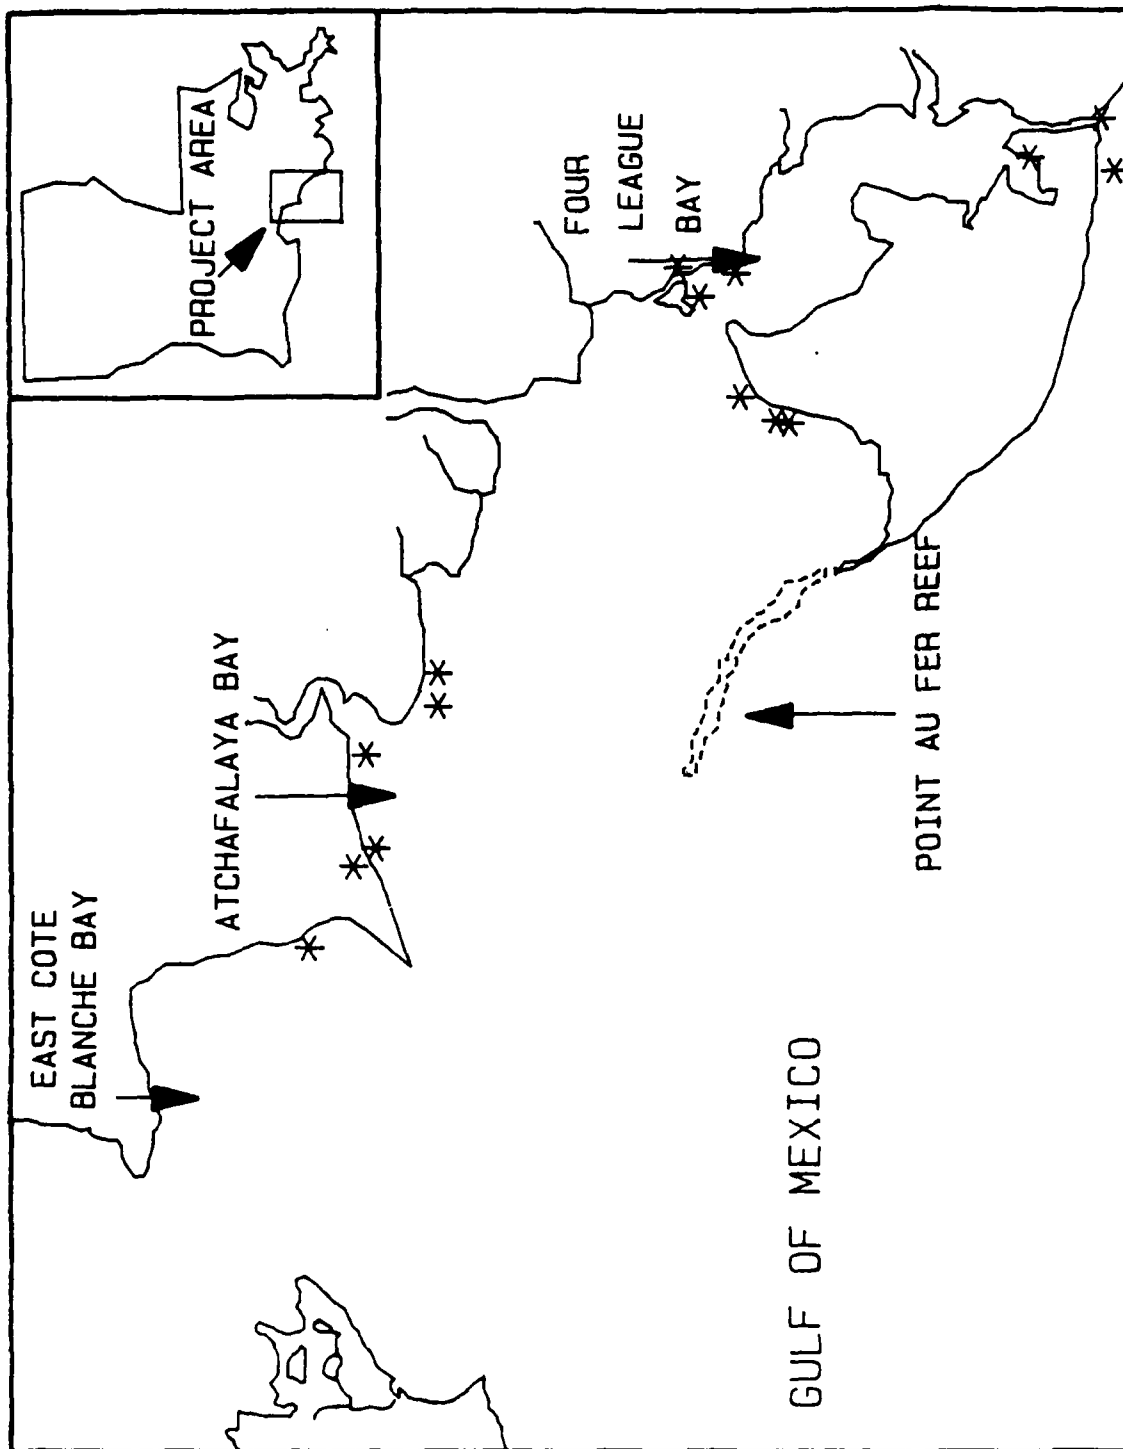 PROJECT AREA
EAST COTE
BLANCHE BAY
ATCHAFALAYA BAY
FOUR
LEAGUE
BAY
POINT AU FER REEF
GULF OF MEXICO